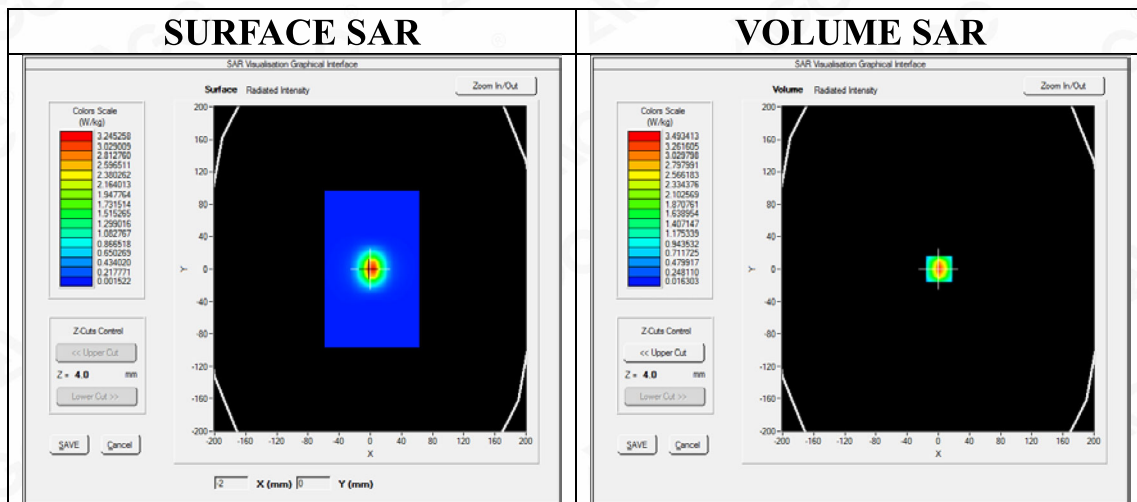 SURFACE SAR
SAR Visualisation Graphical Interface
Surface Radiated Intensity
Zoom In/Out
Colors Scale
(W/kg)
3.245258
3.029009
2.812760
2.596511
2.380262
2.164013
1.947764
1.731514
1.515265
1.299016
1.082767
0.866518
0.650269
0.434020
0.217771
0.001522
Z-Cuts Control
<< Upper Cut
Z = 4.0 mm
Lower Cut >>
SAVE Cancel
200
160
120
80
40
0
-40
-80
-120
-160
-200
Y
-200 -160 -120 -80 -40 0 40 80 120 160 200
X
-2 X (mm) 0 Y (mm)
VOLUME SAR
SAR Visualisation Graphical Interface
Volume Radiated Intensity
Zoom In/Out
Colors Scale
(W/kg)
3.493413
3.261605
3.029798
2.797991
2.566183
2.334376
2.102569
1.870761
1.638954
1.407147
1.175339
0.943532
0.711725
0.479917
0.248110
0.016303
Z-Cuts Control
<< Upper Cut
Z = 4.0 mm
Lower Cut >>
SAVE Cancel
200
160
120
80
40
0
-40
-80
-120
-160
-200
Y
-200 -160 -120 -80 -40 0 40 80 120 160 200
X